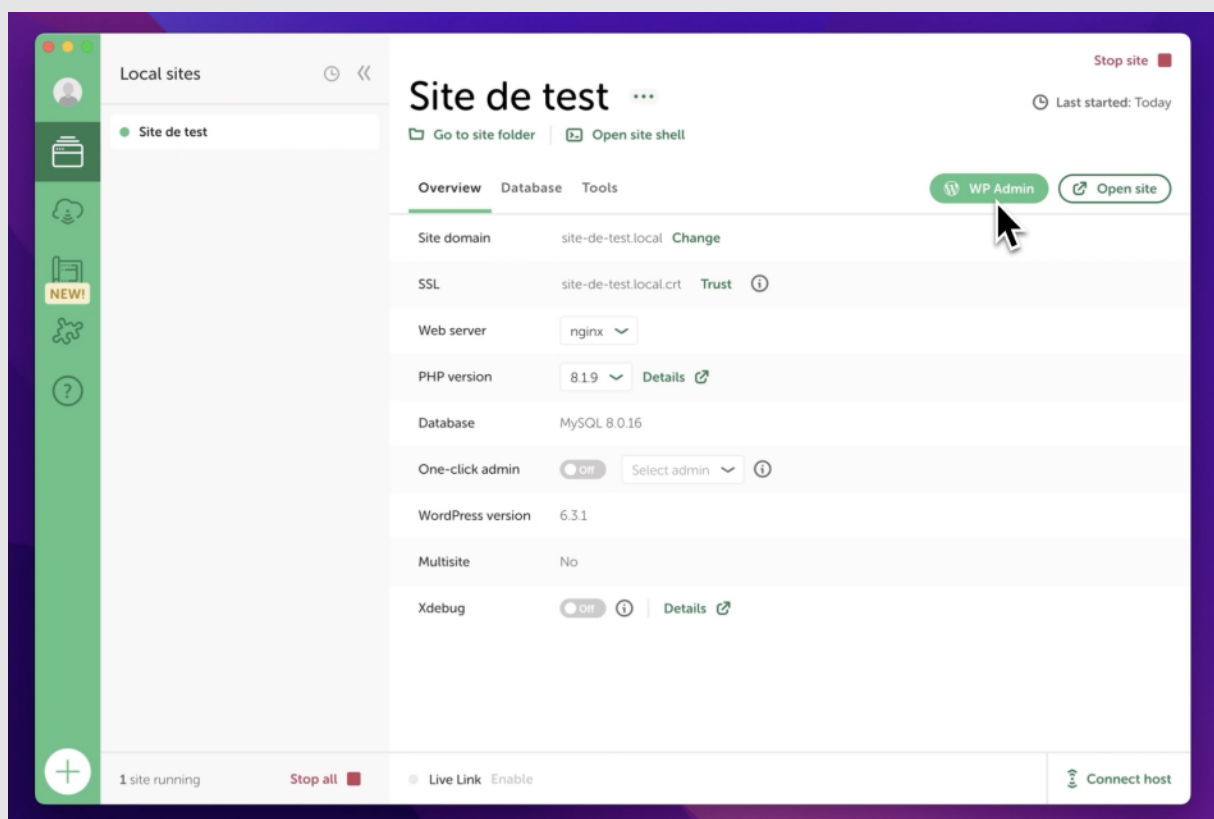 Local sites
Site de test
NEW!
1 site running Stop all
Stop site
Site de test ...
Last started: Today
Go to site folder Open site shell
Overview Database Tools WP Admin Open site
Site domain site-de-test.local Change
SSL site-de-test.local.crt Trust
Web server nginx
PHP version 8.1.9 Details
Database MySQL 8.0.16
One-click admin Off Select admin
WordPress version 6.3.1
Multisite No
Xdebug Off Details
Live Link Enable Connect host